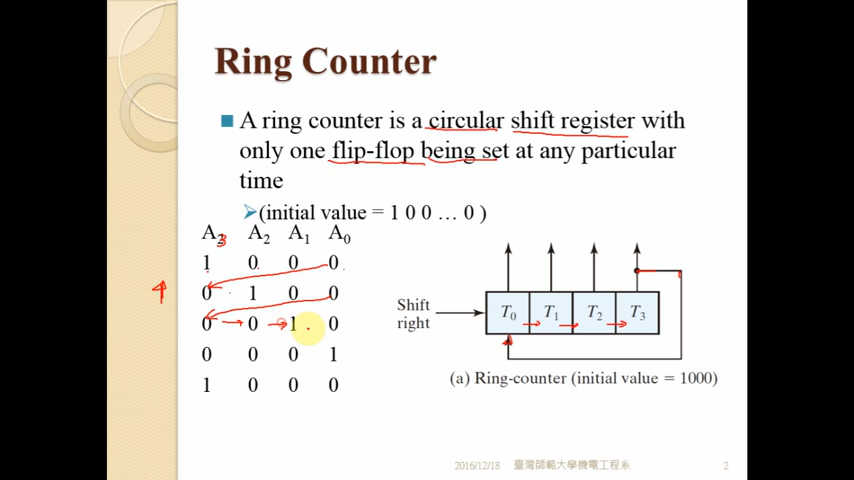 Ring Counter
A ring counter is a circular shift register with
only one flip-flop being set at any particular
time
(initial value = 1 0 0 … 0 )
A3 A2 A1 A0
1 0 0 0
0 1 0 0
0 0 1 0
0 0 0 1
1 0 0 0
Shift
right
T0 T1 T2 T3
(a) Ring-counter (initial value = 1000)
2016/12/18 臺灣師範大學機電工程系 2